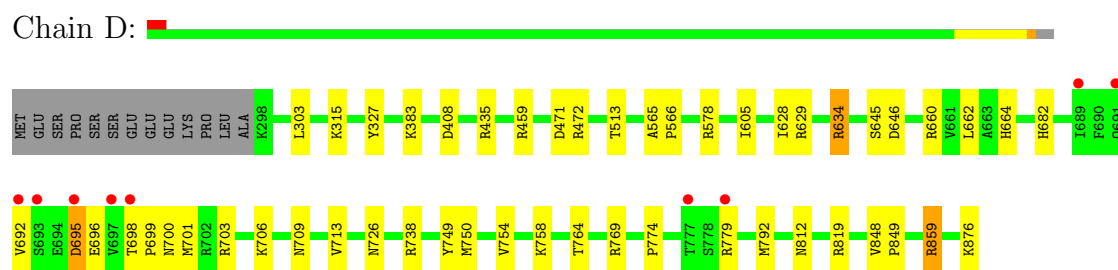 Chain D:
MET GLU SER PRO SER SER GLU GLU GLU LYS PRO LEU ALA K298 L303 K315 Y327 K383 D408 R435 R459 D471 R472 T513 A565 P566 R578 I605 I628 R629 R634 S645 D646 R660 V661 L662 A663 H664 H682 I689 F690
V692 S693 E694 D695 E696 V697 T698 P699 N700 M701 R702 R703 K706 N709 V713 N726 R738 Y749 M750 V754 K758 T764 R769 P774 T777 S778 R779 M792 N812 R819 V848 P849 R859 K876